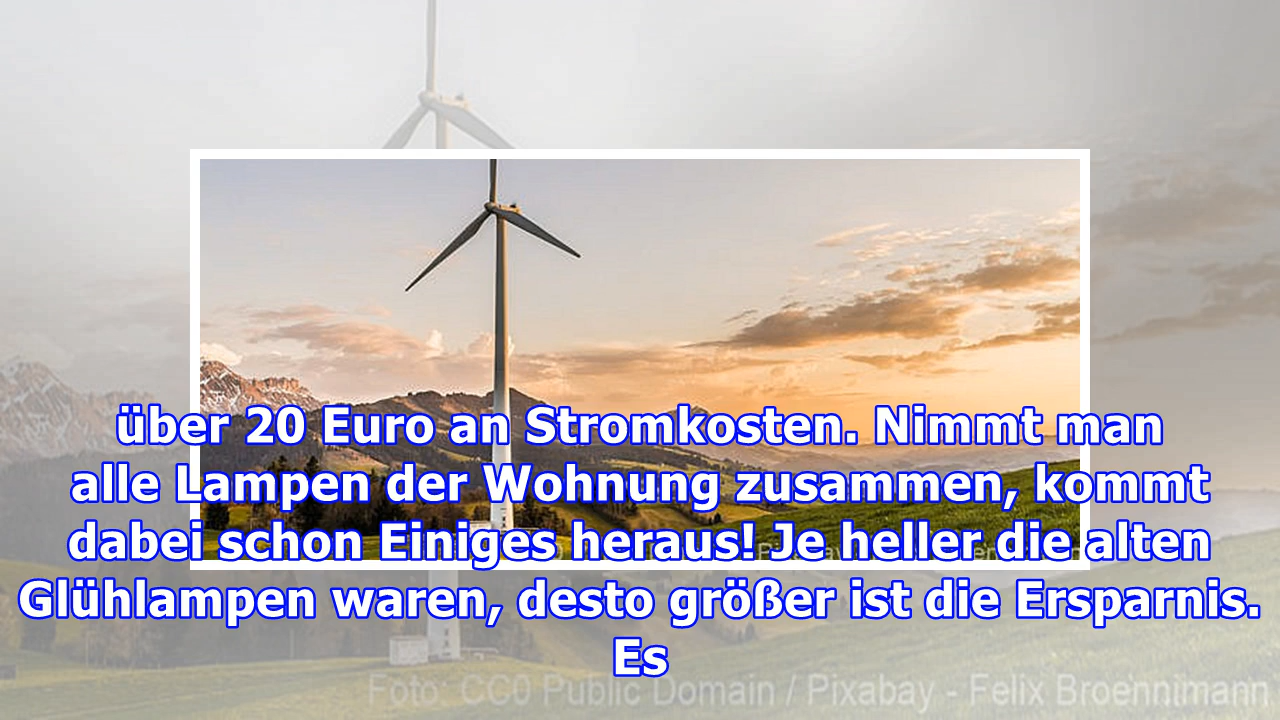 über 20 Euro an Stromkosten. Nimmt man
alle Lampen der Wohnung zusammen, kommt
dabei schon Einiges heraus! Je heller die alten
Glühlampen waren, desto größer ist die Ersparnis.
Es
Foto: CC0 Public Domain / Pixabay - Felix Broennimann